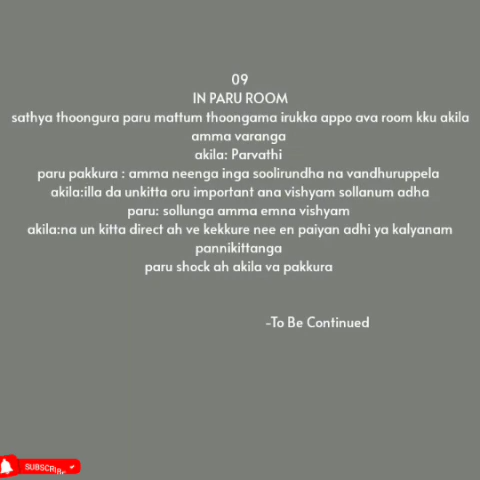 09
IN PARU ROOM
sathya thoongura paru mattum thoongama irukka appo ava room kku akila
amma varanga
akila: Parvathi
paru pakkura : amma neenga inga soolirundha na vandhuruppela
akila:illa da unkitta oru important ana vishyam sollanum adha
paru: sollunga amma emna vishyam
akila:na un kitta direct ah ve kekkure nee en paiyan adhi ya kalyanam
pannikittanga
paru shock ah akila va pakkura
-To Be Continued
SUBSCRIBE